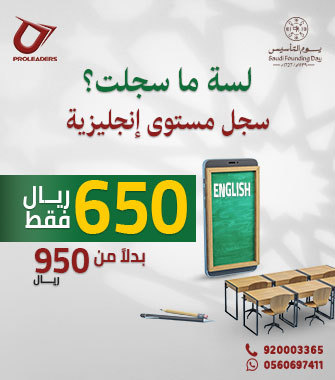 PROLEADERS
يوم التأسيس
Saudi Founding Day
لسة ما سجلت؟
سجل مستوى إنجليزية
ENGLISH
650 ريال فقط
بدلاً من 950 ريال
920003365
0560697411